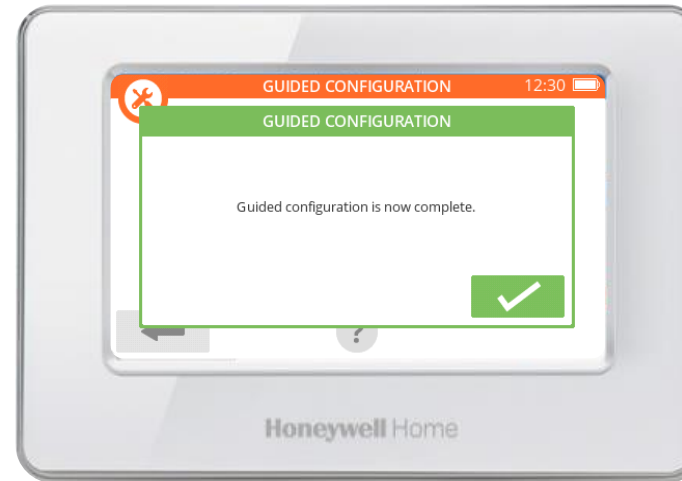 GUIDED CONFIGURATION 12:30
GUIDED CONFIGURATION
Guided configuration is now complete.
?
Honeywell Home